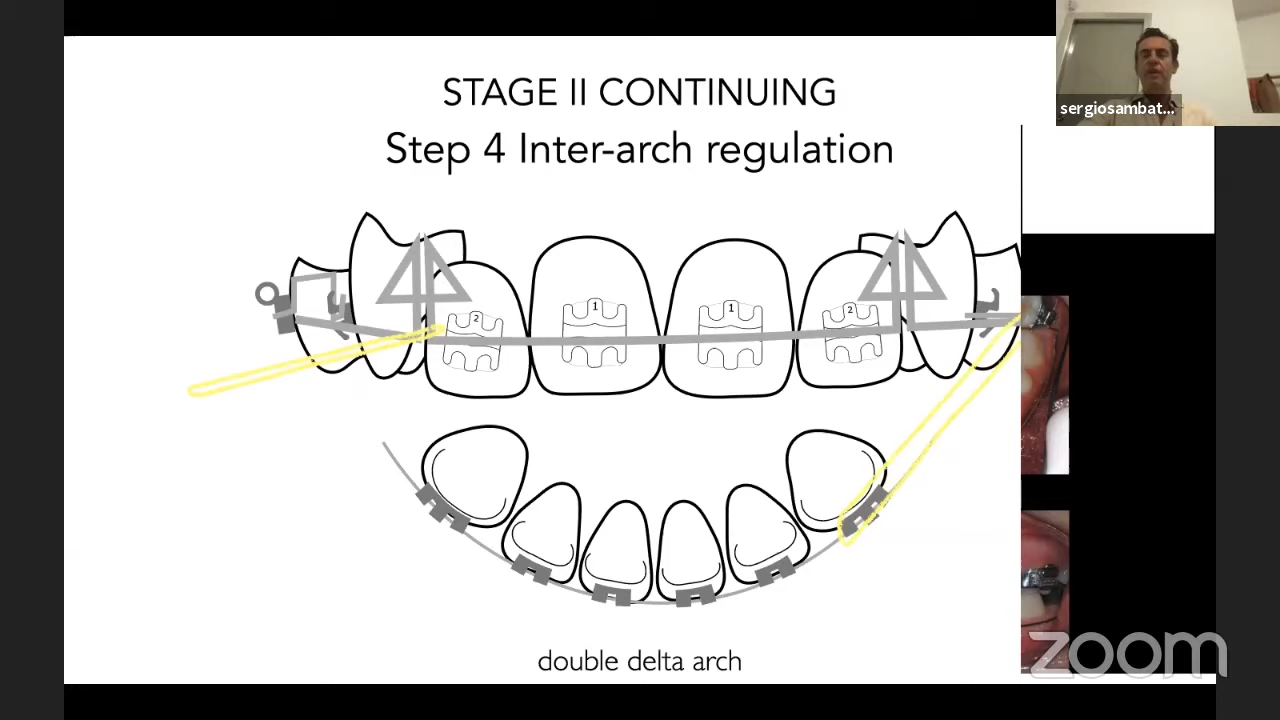 sergiosambat...
STAGE II CONTINUING
Step 4 Inter-arch regulation
2
1
1
2
double delta arch
zoom